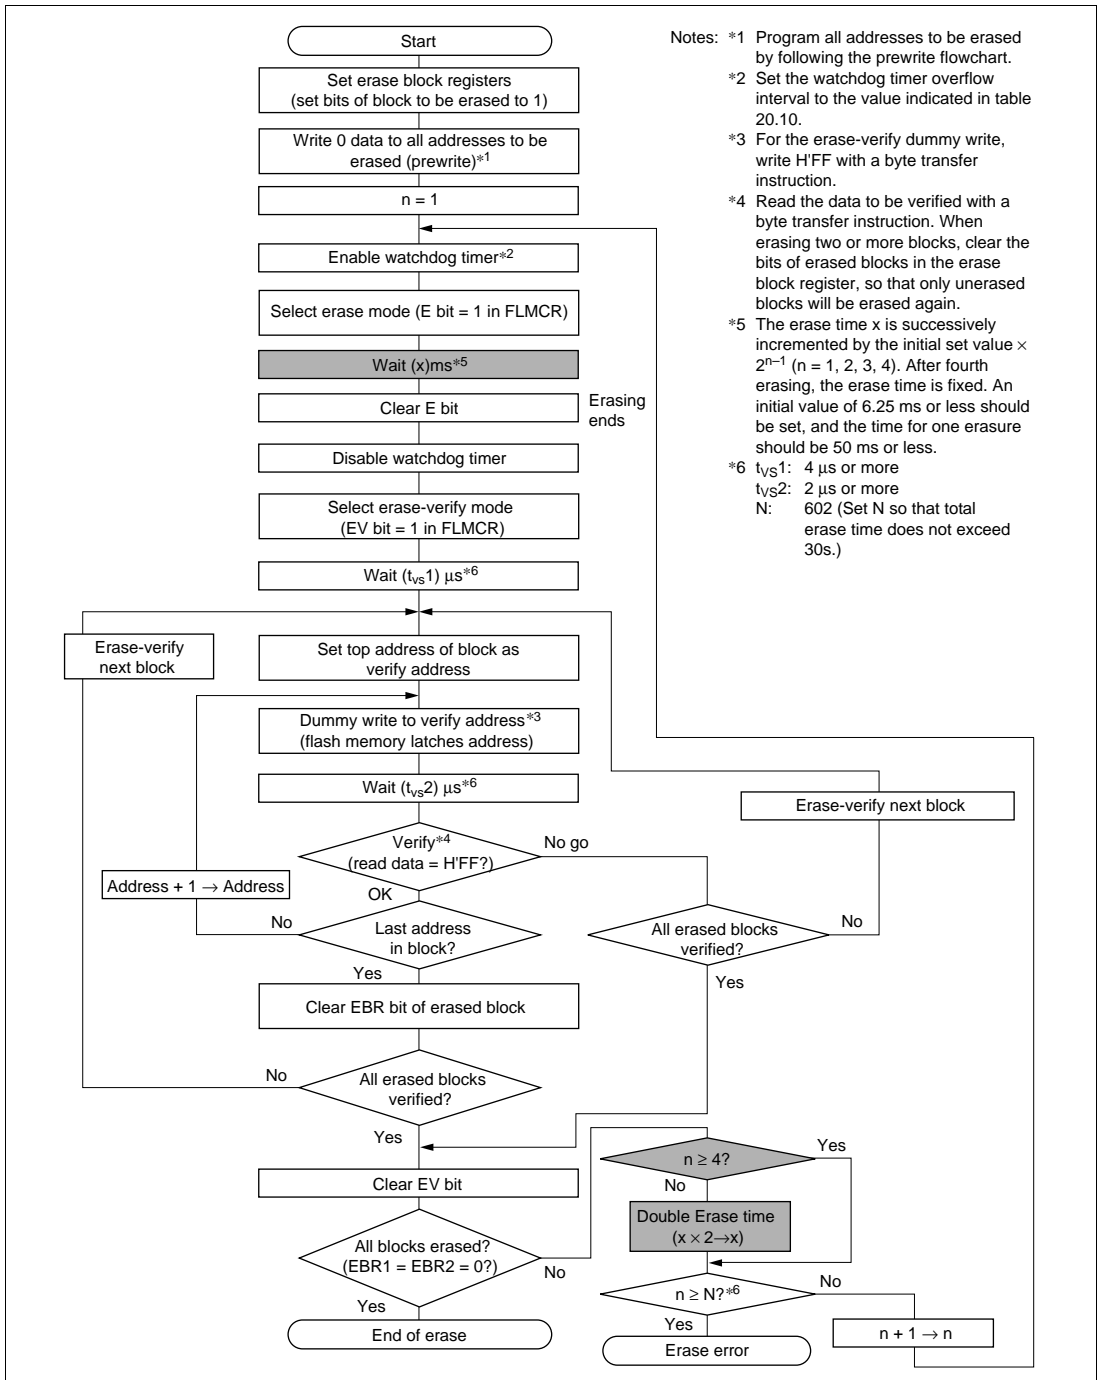 Start
Set erase block registers
(set bits of block to be erased to 1)
Write 0 data to all addresses to be
erased (prewrite)*1
n = 1
Enable watchdog timer*2
Select erase mode (E bit = 1 in FLMCR)
Wait (x)ms*5
Clear E bit
Erasing
ends
Disable watchdog timer
Select erase-verify mode
(EV bit = 1 in FLMCR)
Wait (tvs1) μs*6
Erase-verify
next block
Set top address of block as
verify address
Dummy write to verify address*3
(flash memory latches address)
Wait (tvs2) μs*6
Erase-verify next block
Verify*4
(read data = H'FF?)
No go
OK
Address + 1 → Address
No
Last address
in block?
Yes
All erased blocks
verified?
No
Yes
Clear EBR bit of erased block
No
All erased blocks
verified?
Yes
Clear EV bit
n ≥ 4?
Yes
No
Double Erase time
(x × 2→x)
All blocks erased?
(EBR1 = EBR2 = 0?)
No
Yes
n ≥ N?*6
No
Yes
n + 1 → n
End of erase
Erase error
Notes: *1 Program all addresses to be erased
by following the prewrite flowchart.
*2 Set the watchdog timer overflow
interval to the value indicated in table
20.10.
*3 For the erase-verify dummy write,
write H'FF with a byte transfer
instruction.
*4 Read the data to be verified with a
byte transfer instruction. When
erasing two or more blocks, clear the
bits of erased blocks in the erase
block register, so that only unerased
blocks will be erased again.
*5 The erase time x is successively
incremented by the initial set value ×
2n–1 (n = 1, 2, 3, 4). After fourth
erasing, the erase time is fixed. An
initial value of 6.25 ms or less should
be set, and the time for one erasure
should be 50 ms or less.
*6 tVS1: 4 μs or more
tVS2: 2 μs or more
N: 602 (Set N so that total
erase time does not exceed
30s.)